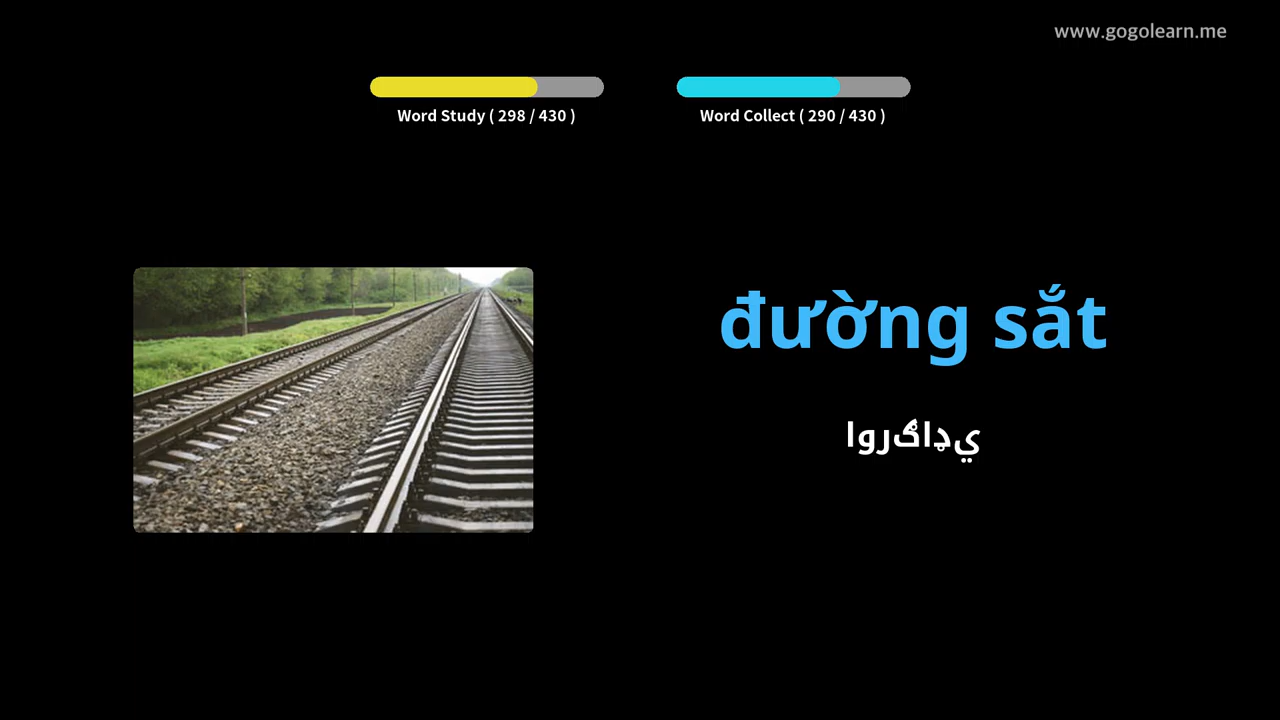 www.gogolearn.me
Word Study ( 298 / 430 )
Word Collect ( 290 / 430 )
đường sắt
اورګاډي